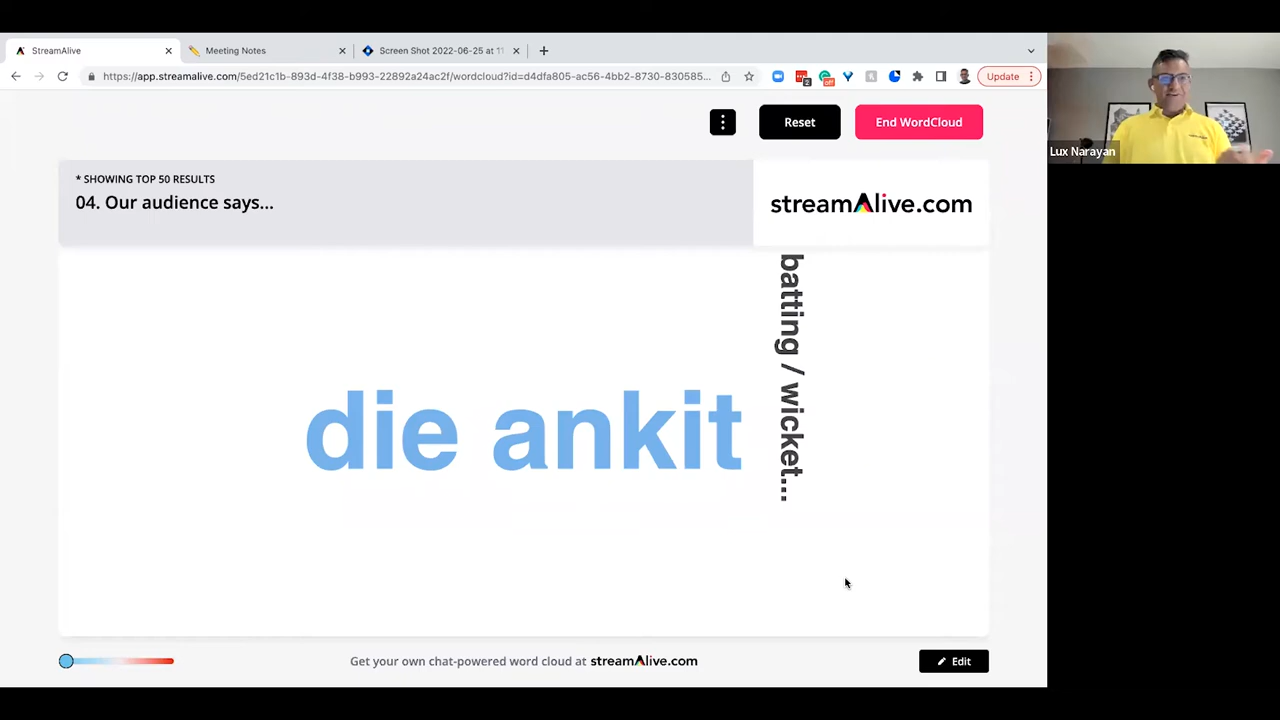 StreamAlive
Meeting Notes
Screen Shot 2022-06-25 at 1
https://app.streamalive.com/5ed21c1b-893d-4f38-b993-22892a24ac2f/wordcloud?id=d4dfa805-ac56-4bb2-8730-830585...
Update
Reset
End WordCloud
Lux Narayan
* SHOWING TOP 50 RESULTS
04. Our audience says...
streamAlive.com
die ankit
batting / wicket...
Get your own chat-powered word cloud at streamAlive.com
Edit